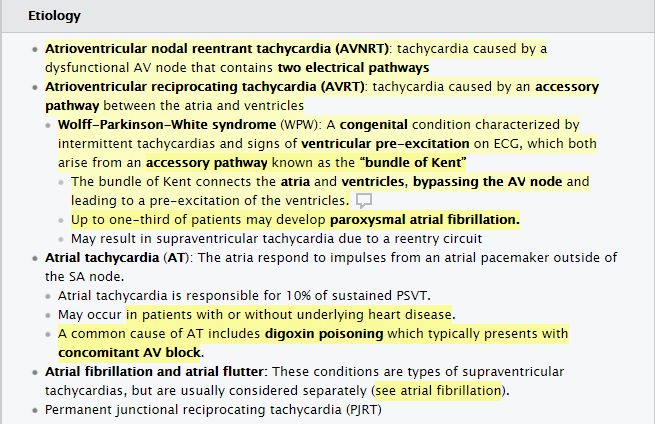 Etiology
Atrioventricular nodal reentrant tachycardia (AVNRT): tachycardia caused by a
dysfunctional AV node that contains two electrical pathways
Atrioventricular reciprocating tachycardia (AVRT): tachycardia caused by an accessory
pathway between the atria and ventricles
Wolff-Parkinson-White syndrome (WPW): A congenital condition characterized by
intermittent tachycardias and signs of ventricular pre-excitation on ECG, which both
arise from an accessory pathway known as the “bundle of Kent”
The bundle of Kent connects the atria and ventricles, bypassing the AV node and
leading to a pre-excitation of the ventricles.
Up to one-third of patients may develop paroxysmal atrial fibrillation.
May result in supraventricular tachycardia due to a reentry circuit
Atrial tachycardia (AT): The atria respond to impulses from an atrial pacemaker outside of
the SA node.
Atrial tachycardia is responsible for 10% of sustained PSVT.
May occur in patients with or without underlying heart disease.
A common cause of AT includes digoxin poisoning which typically presents with
concomitant AV block.
Atrial fibrillation and atrial flutter: These conditions are types of supraventricular
tachycardias, but are usually considered separately (see atrial fibrillation).
Permanent junctional reciprocating tachycardia (PJRT)